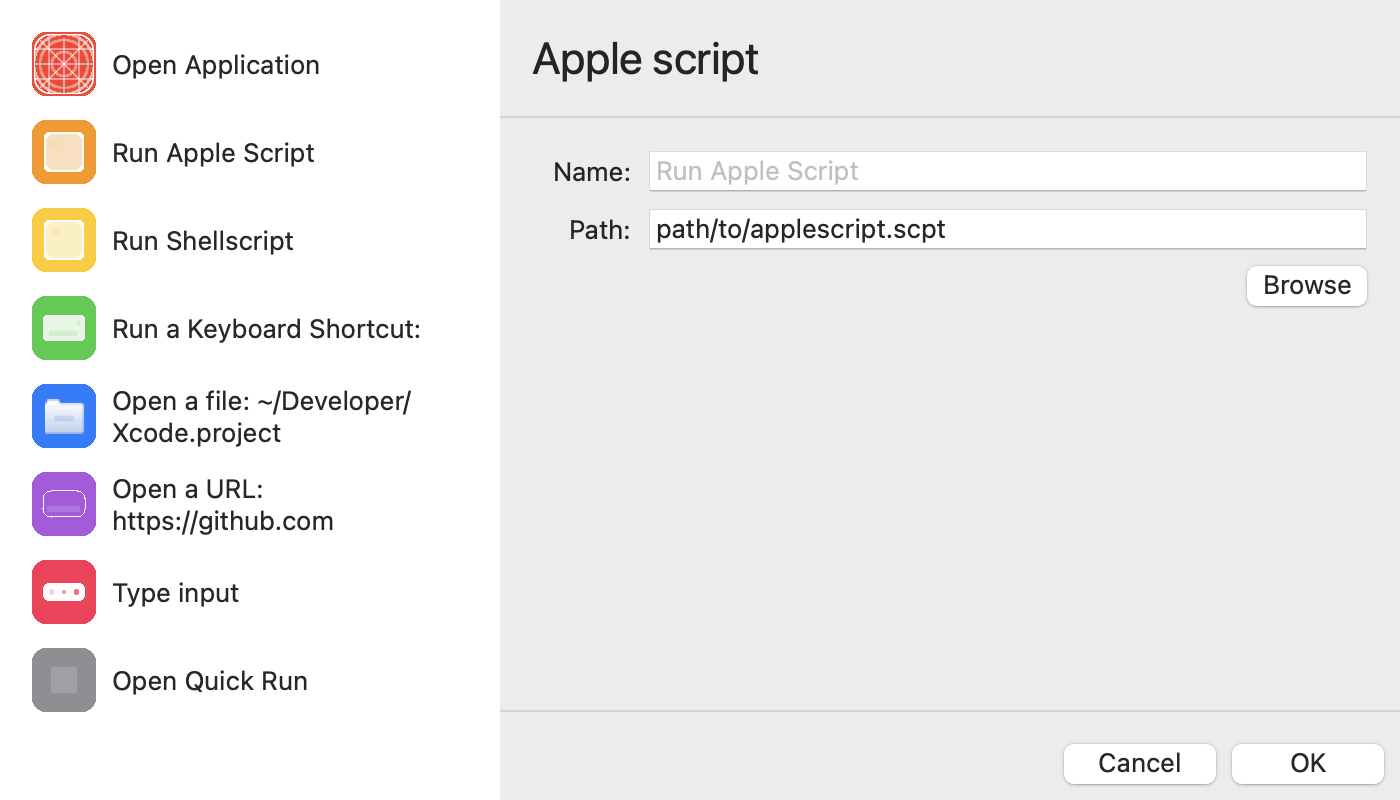 Open Application
Run Apple Script
Run Shellscript
Run a Keyboard Shortcut:
Open a file: ~/Developer/
Xcode.project
Open a URL:
https://github.com
Type input
Open Quick Run
Apple script
Name: Run Apple Script
Path: path/to/applescript.scpt
Browse
Cancel OK